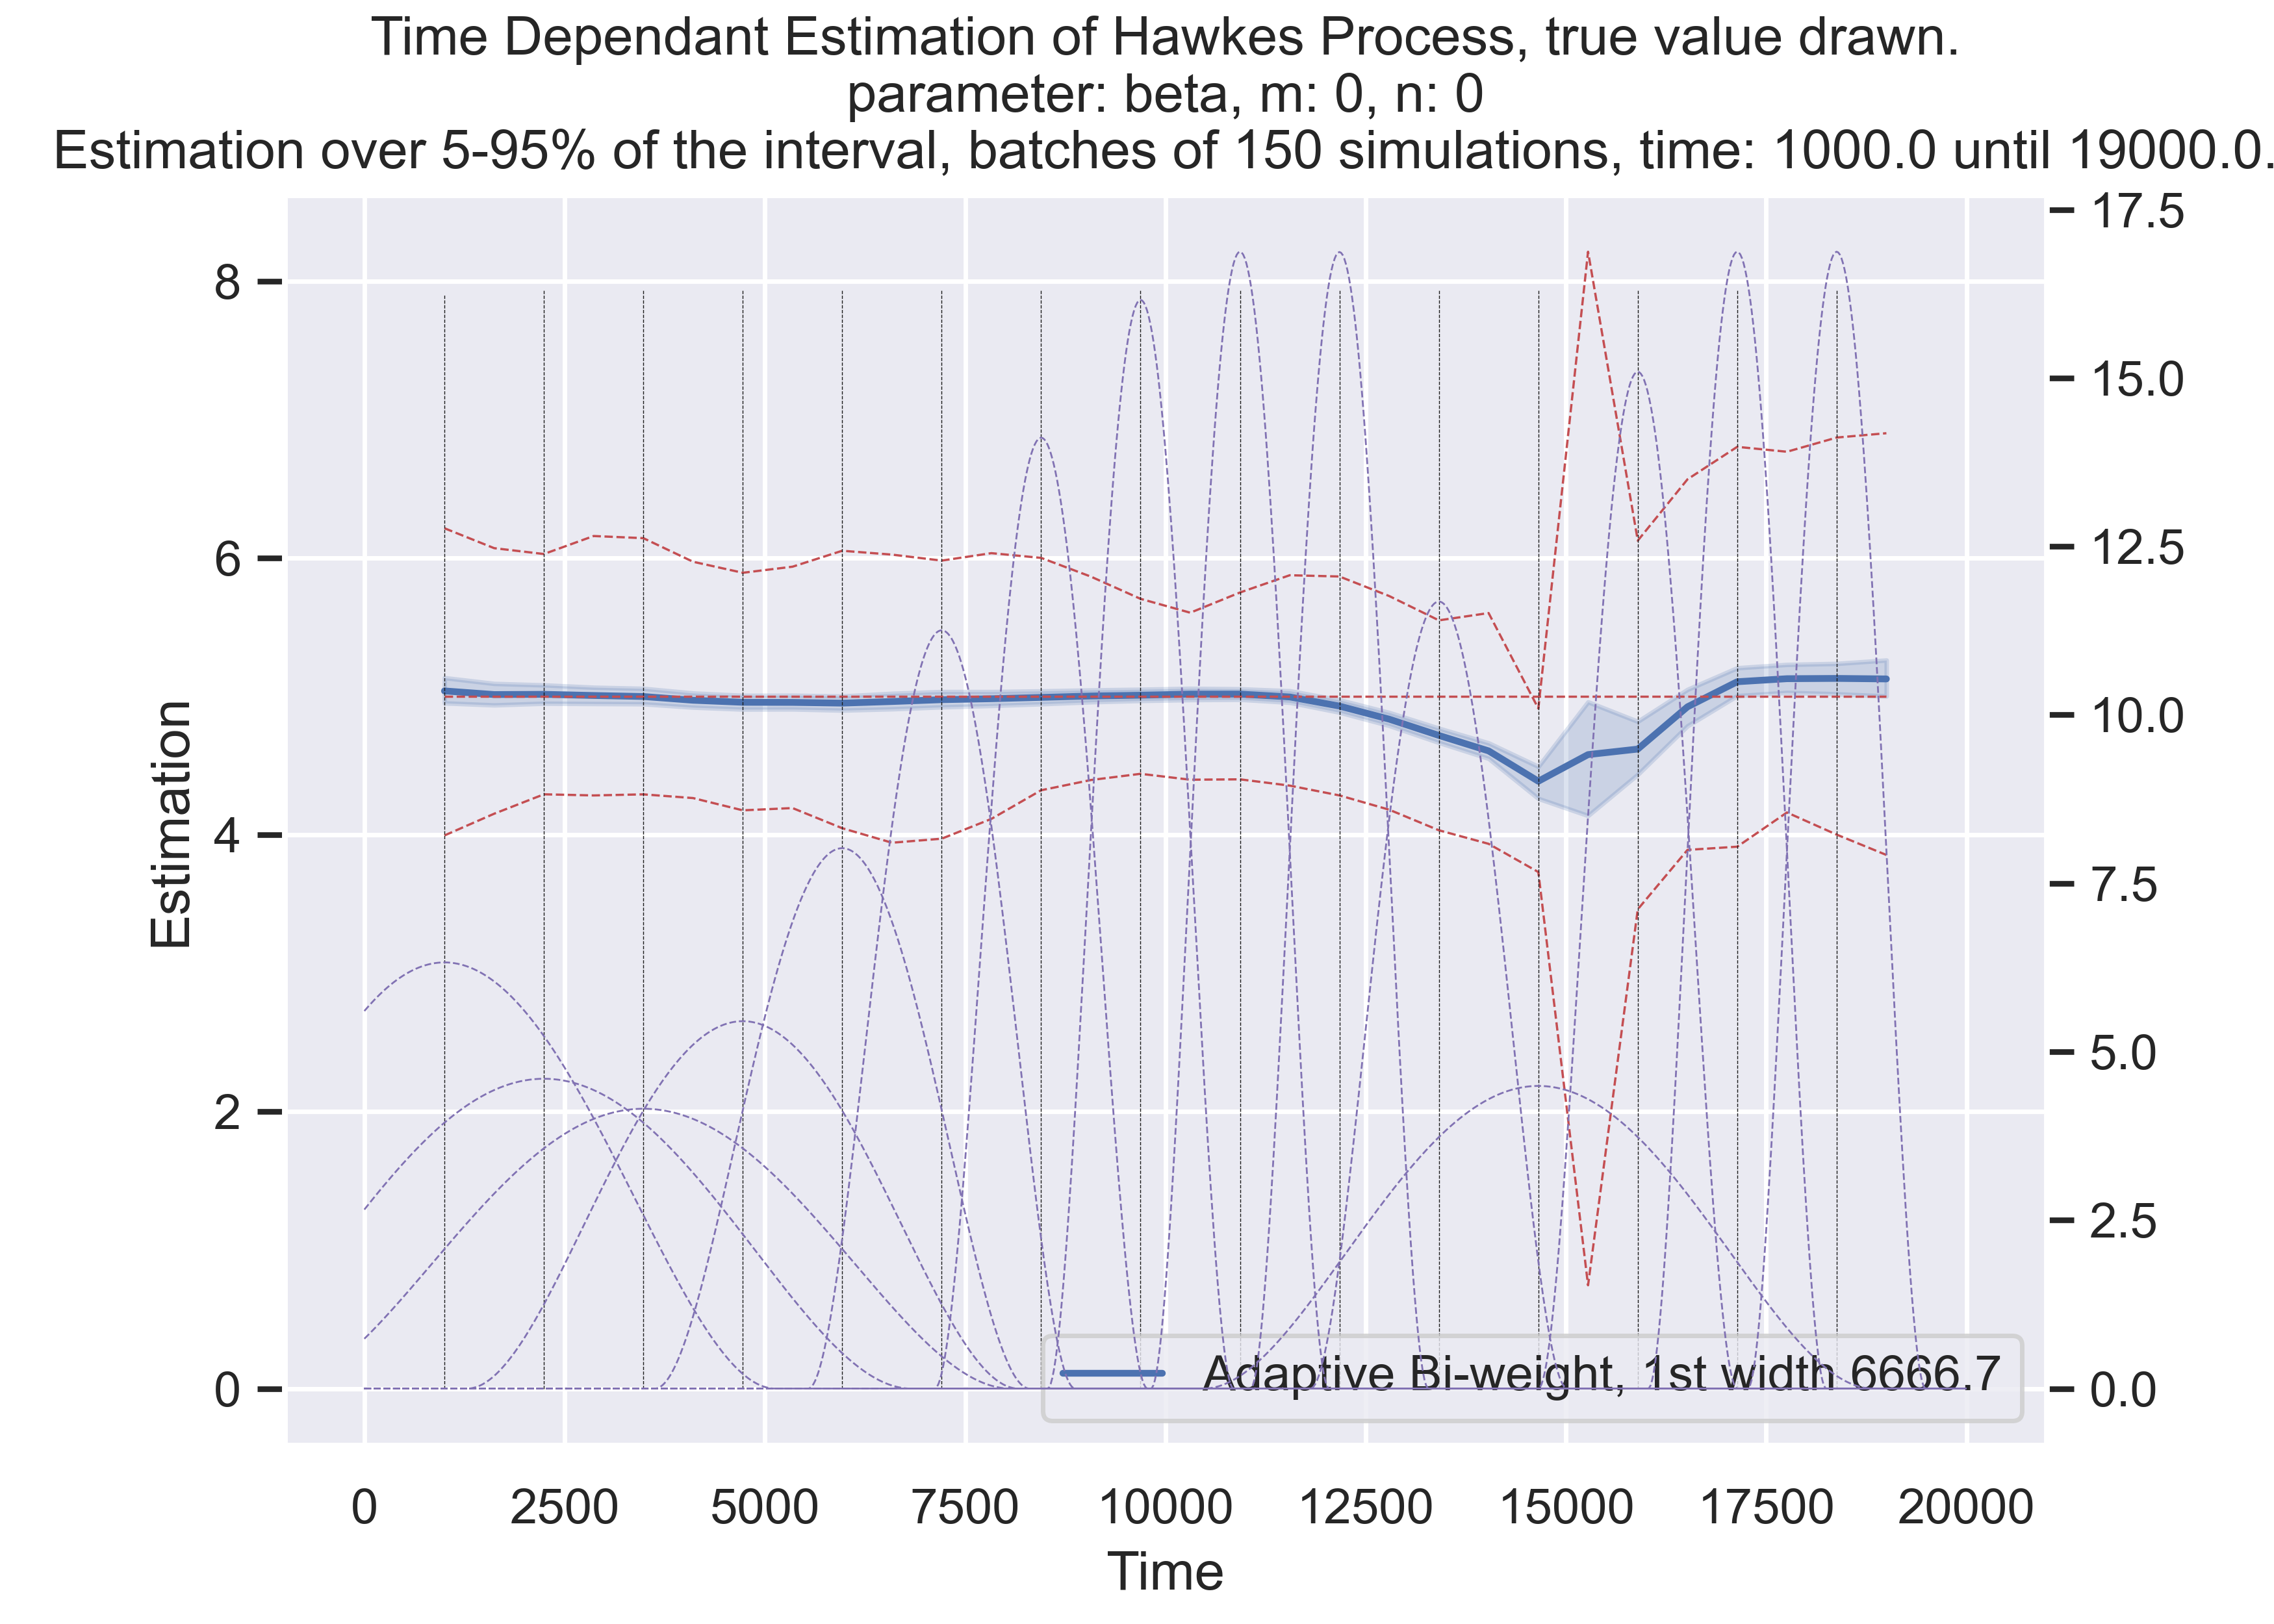 Time Dependant Estimation of Hawkes Process, true value drawn.
parameter: beta, m: 0, n: 0
Estimation over 5-95% of the interval, batches of 150 simulations, time: 1000.0 until 19000.0.
8
6
4
2
0
Estimation
17.5
15.0
12.5
10.0
7.5
5.0
2.5
0.0
Adaptive Bi-weight, 1st width 6666.7
0 2500 5000 7500 10000 12500 15000 17500 20000
Time